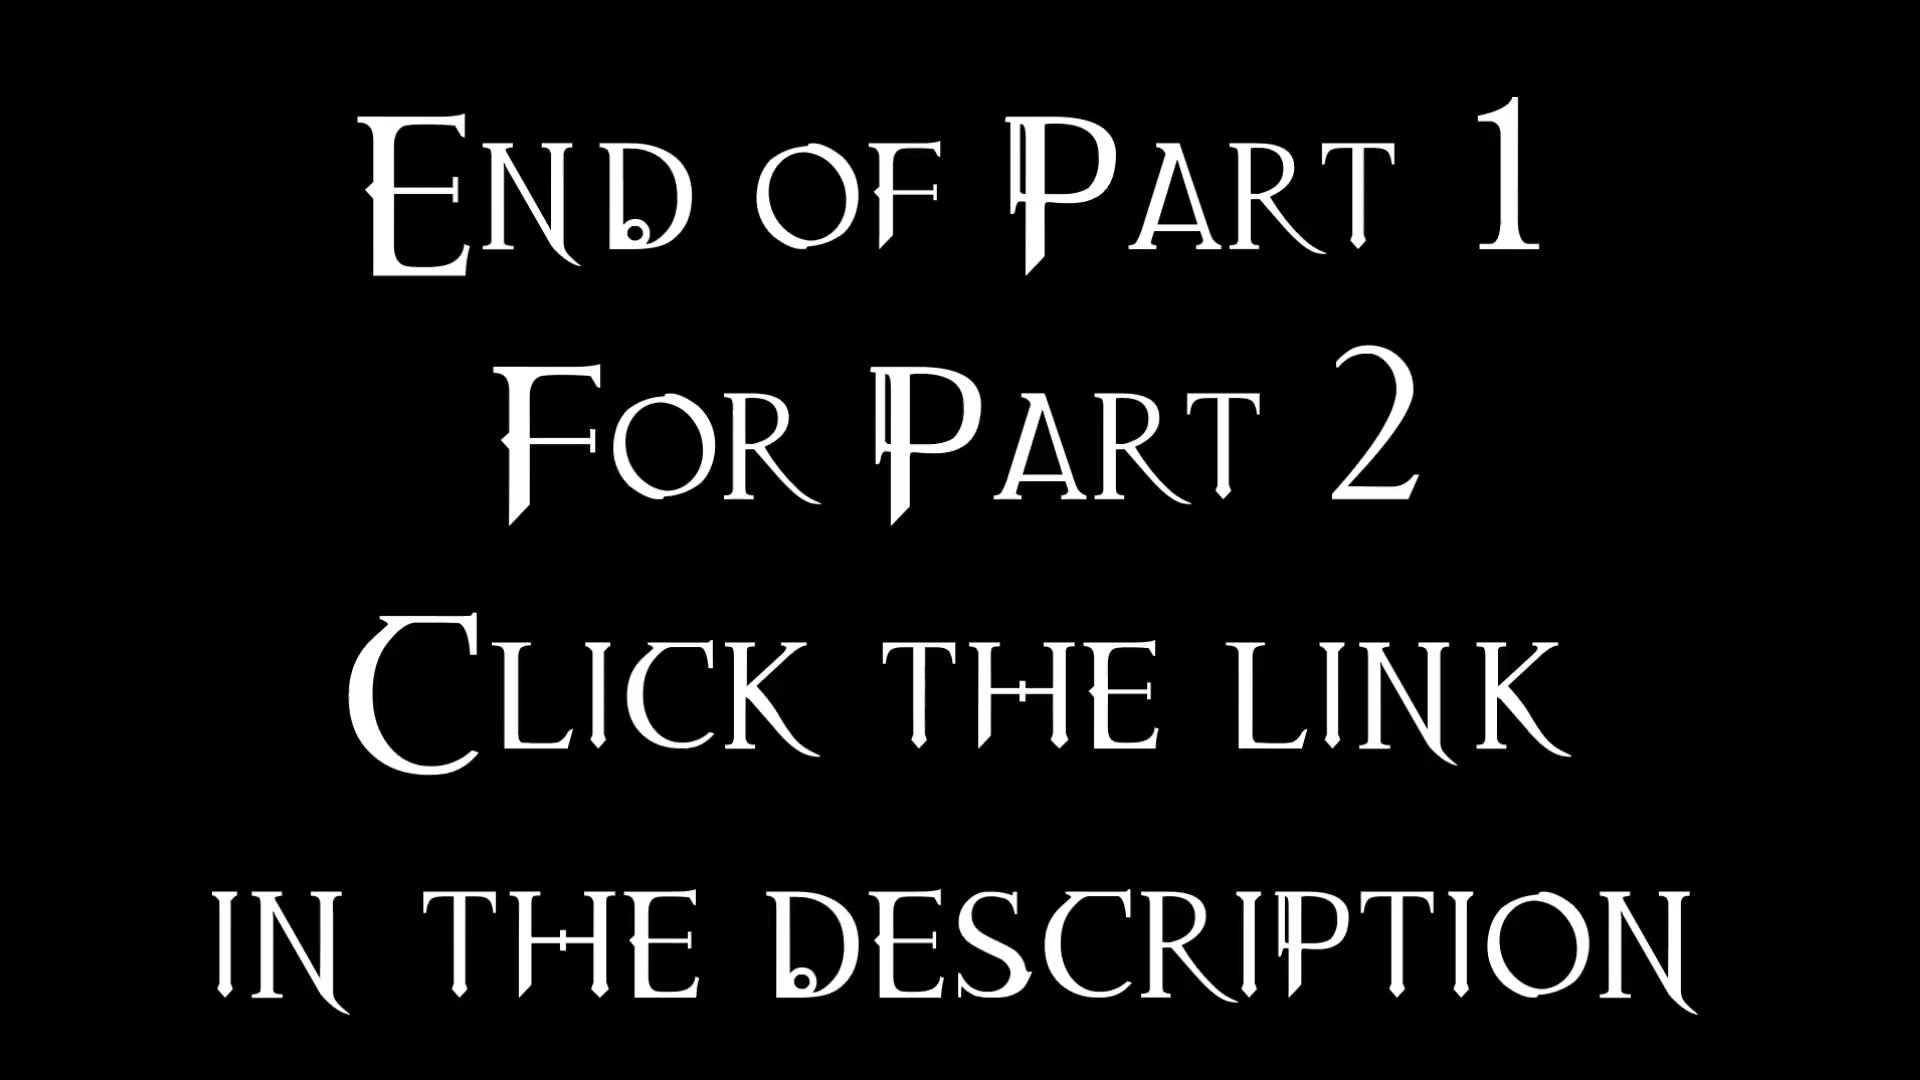 End of Part 1
For Part 2
Click the link
in the description